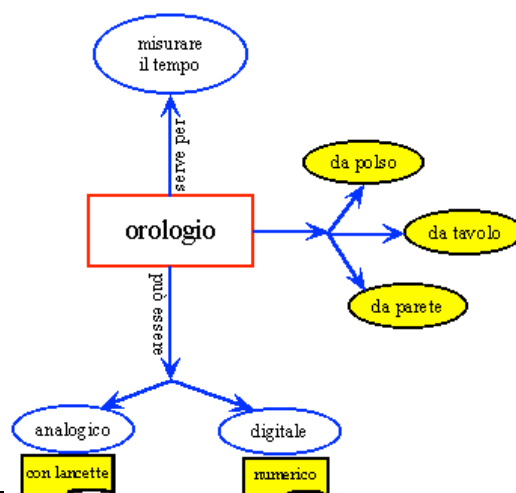 misurare
il tempo
serve per
da polso
orologio
da tavolo
può essere
da parete
analogico
digitale
con lancette
numerico